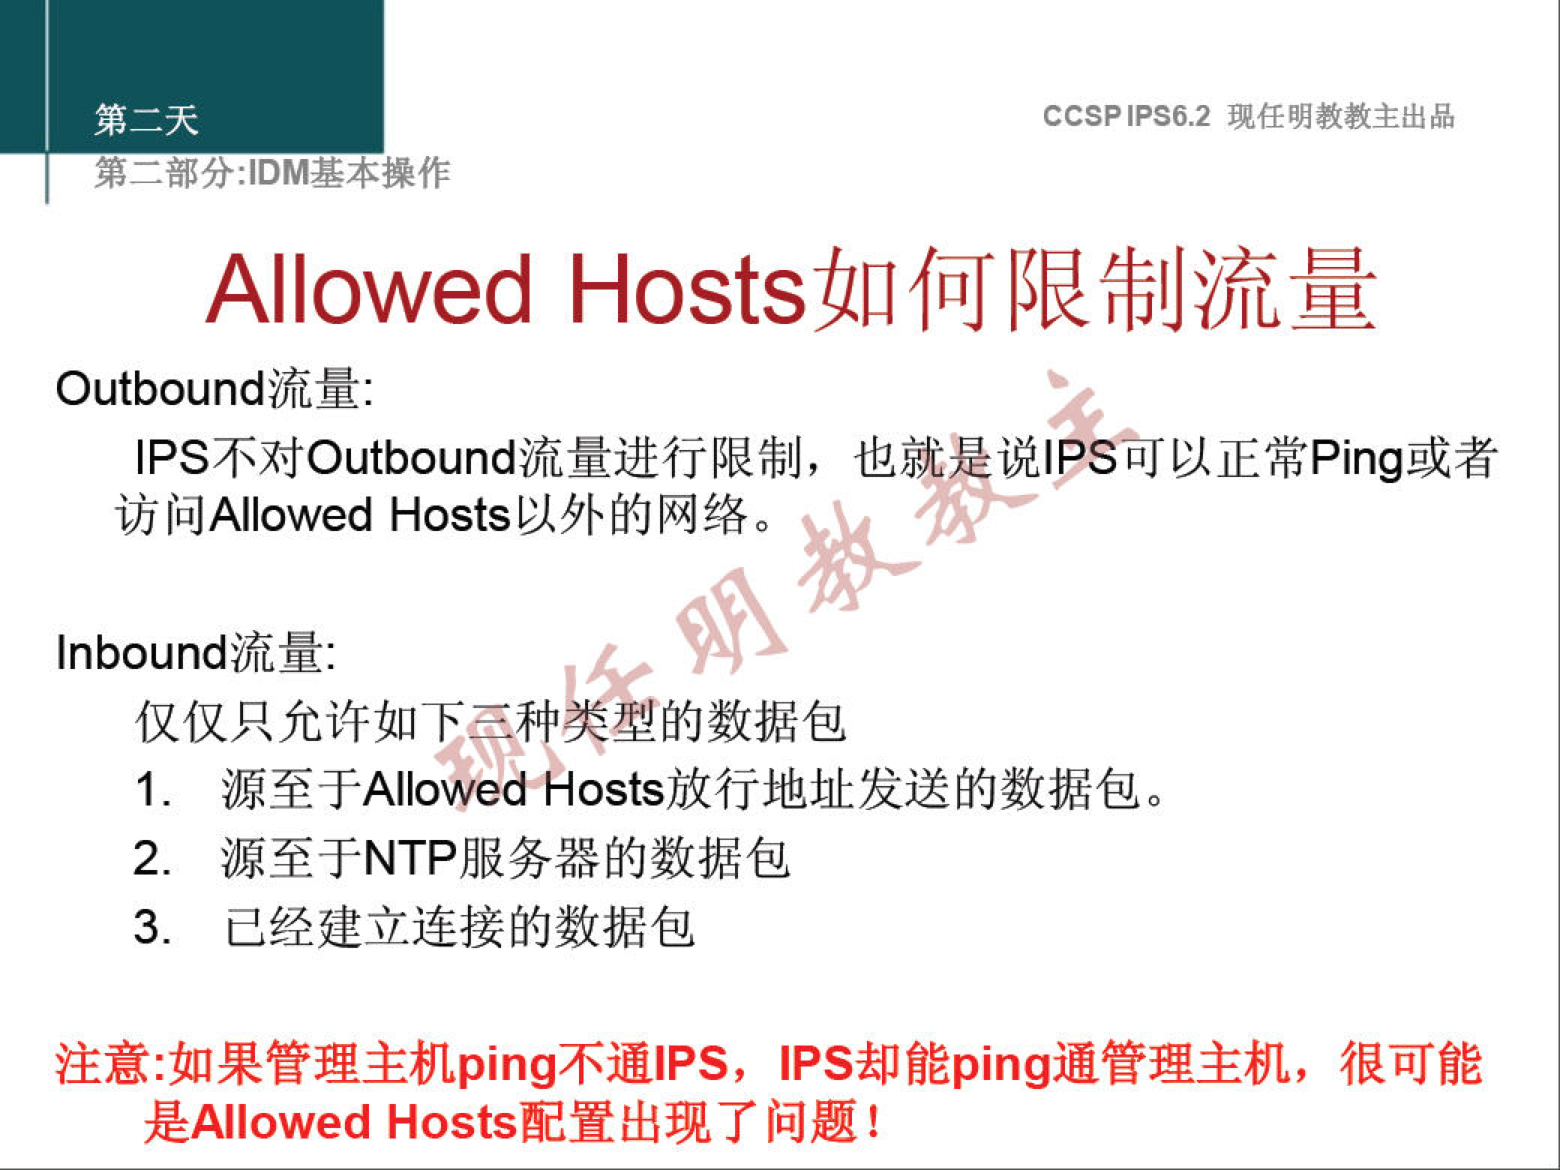 第二天
CCSP IPS6.2 现任明教教主出品
第二部分:IDM基本操作
Allowed Hosts如何限制流量
Outbound流量:
IPS不对Outbound流量进行限制，也就是说IPS可以正常Ping或者
访问Allowed Hosts以外的网络。
Inbound流量:
仅仅只允许如下三种类型的数据包
1. 源至于Allowed Hosts放行地址发送的数据包。
2. 源至于NTP服务器的数据包
3. 已经建立连接的数据包
注意:如果管理主机ping不通IPS，IPS却能ping通管理主机，很可能
是Allowed Hosts配置出现了问题！
现任明教教主